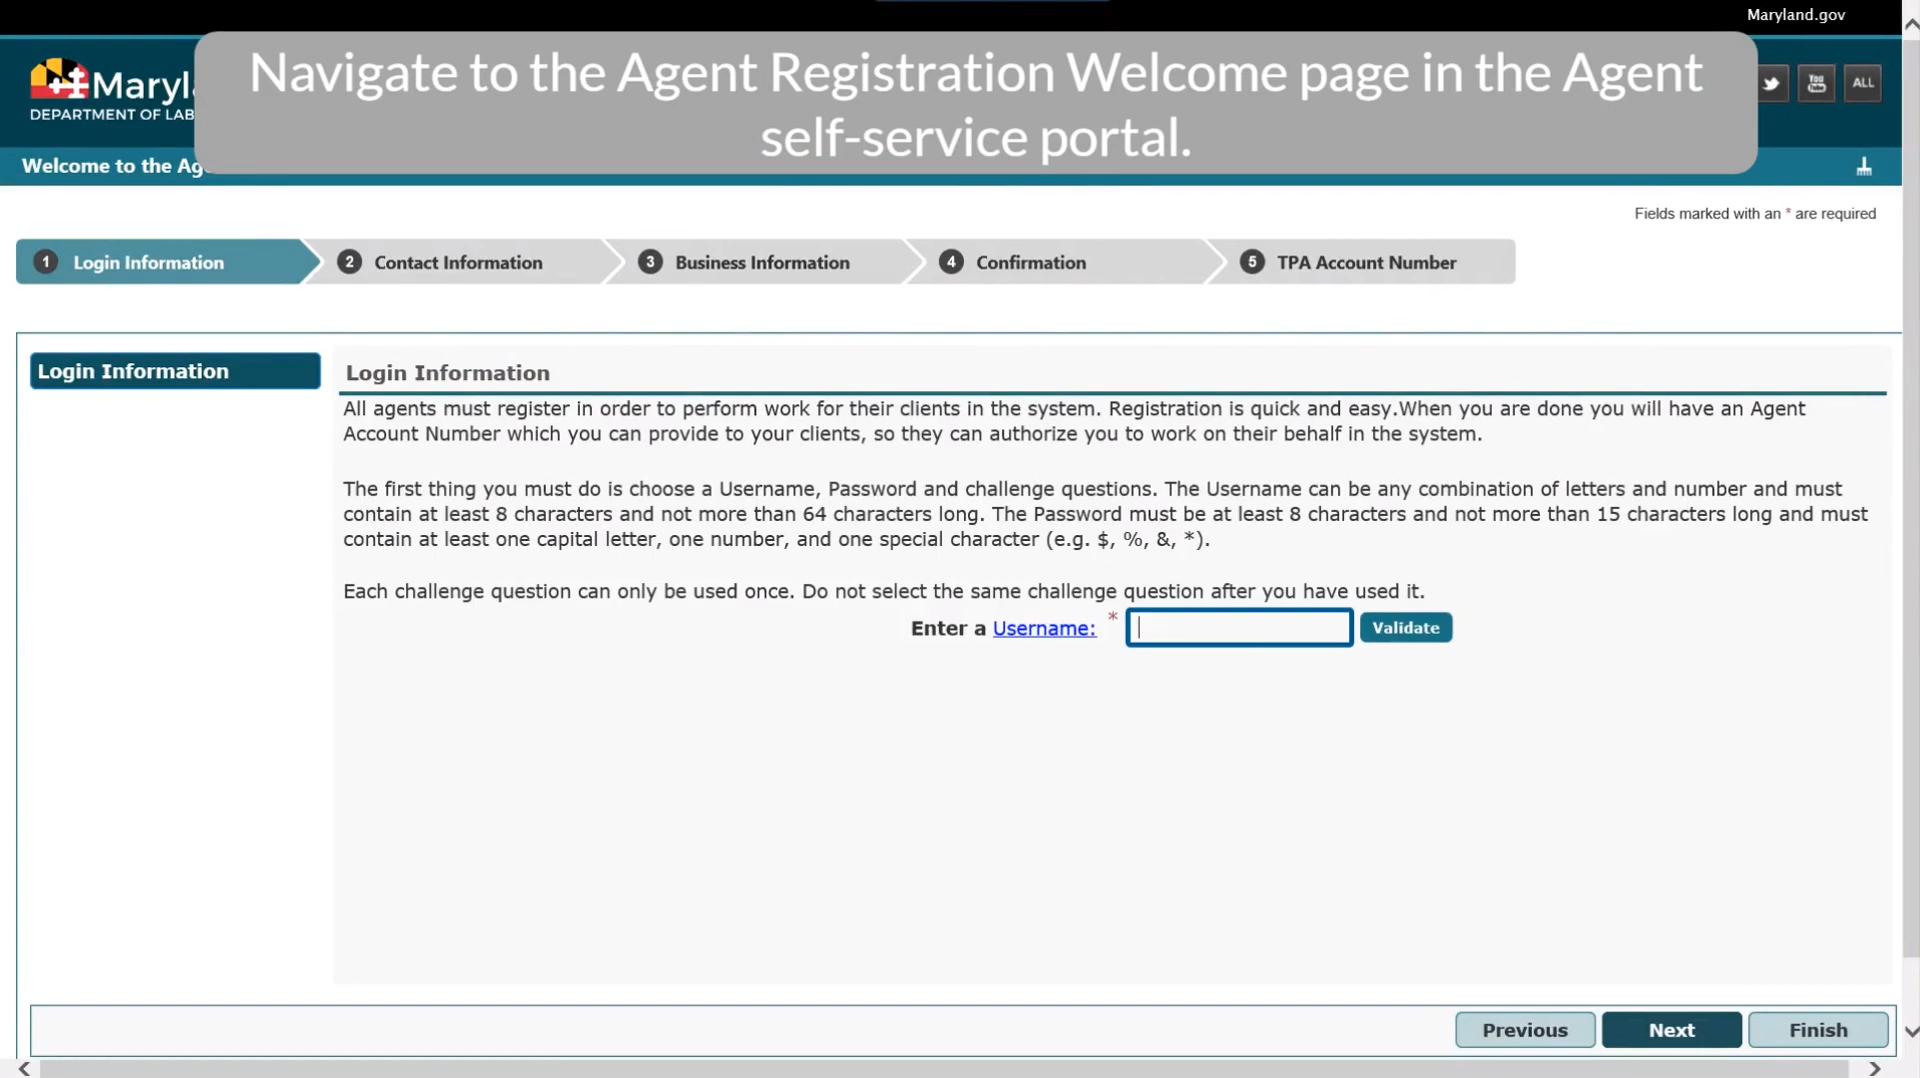 Maryland.gov
Navigate to the Agent Registration Welcome page in the Agent
self-service portal.
Maryl
DEPARTMENT OF LAB
You
Tube
ALL
Welcome to the Ag
Fields marked with an * are required
1 Login Information
2 Contact Information
3 Business Information
4 Confirmation
5 TPA Account Number
Login Information
Login Information
All agents must register in order to perform work for their clients in the system. Registration is quick and easy.When you are done you will have an Agent
Account Number which you can provide to your clients, so they can authorize you to work on their behalf in the system.
The first thing you must do is choose a Username, Password and challenge questions. The Username can be any combination of letters and number and must
contain at least 8 characters and not more than 64 characters long. The Password must be at least 8 characters and not more than 15 characters long and must
contain at least one capital letter, one number, and one special character (e.g. $, %, &, *).
Each challenge question can only be used once. Do not select the same challenge question after you have used it.
Enter a Username: *
Validate
Previous
Next
Finish